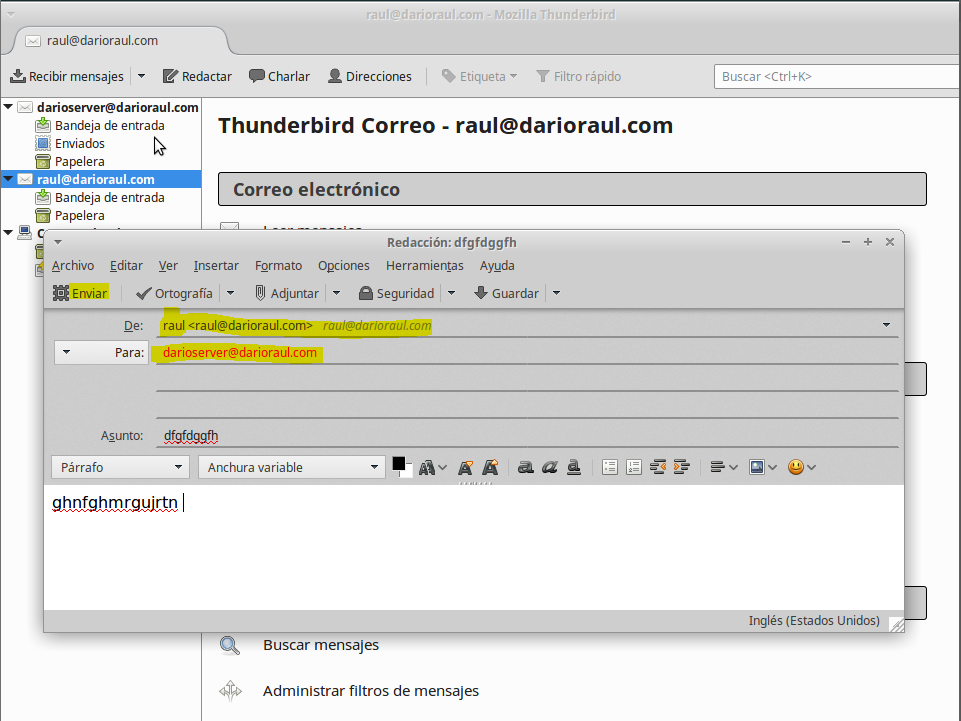 raul@darioraul.com - Mozilla Thunderbird
raul@darioraul.com
Recibir mensajes Redactar Charlar Direcciones Etiqueta Filtro rápido Buscar <Ctrl+K>
darioserver@darioraul.com
Bandeja de entrada
Enviados
Papelera
raul@darioraul.com
Bandeja de entrada
Papelera
Thunderbird Correo - raul@darioraul.com
Correo electrónico
Leer mensajes
Redacción: dfgfdggfh
Archivo Editar Ver Insertar Formato Opciones Herramientas Ayuda
Enviar Ortografía Adjuntar Seguridad Guardar
De: raul <raul@darioraul.com> raul@darioraul.com
Para: darioserver@darioraul.com
Asunto: dfgfdggfh
Párrafo Anchura variable
ghnfghmrgujrtn
Inglés (Estados Unidos)
Buscar mensajes
Administrar filtros de mensajes